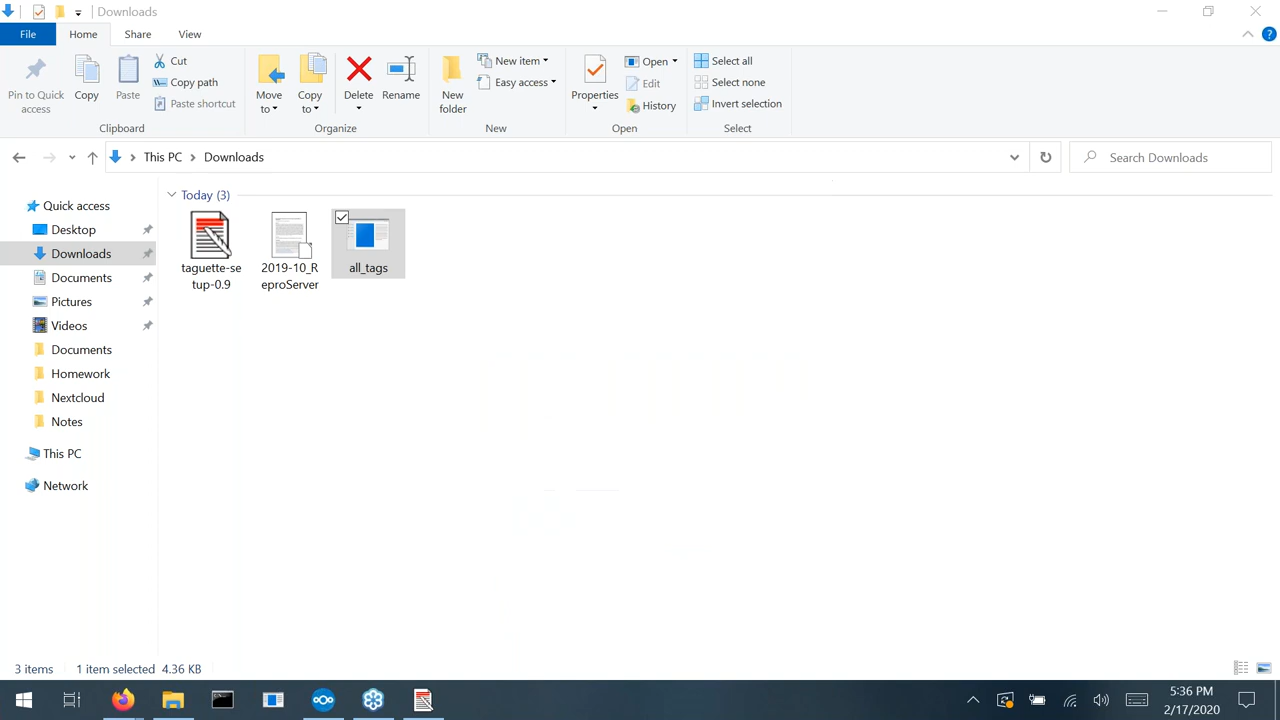 Downloads
File
Home
Share
View
Pin to Quick
access
Copy
Paste
Cut
Copy path
Paste shortcut
Clipboard
Move
to
Copy
to
Delete
Rename
Organize
New
folder
New item
Easy access
New
Properties
Open
Edit
History
Open
Select all
Select none
Invert selection
Select
This PC
Downloads
Search Downloads
Quick access
Desktop
Downloads
Documents
Pictures
Videos
Documents
Homework
Nextcloud
Notes
This PC
Network
Today (3)
taguette-se
tup-0.9
2019-10_R
eproServer
all_tags
3 items
1 item selected 4.36 KB
5:36 PM
2/17/2020